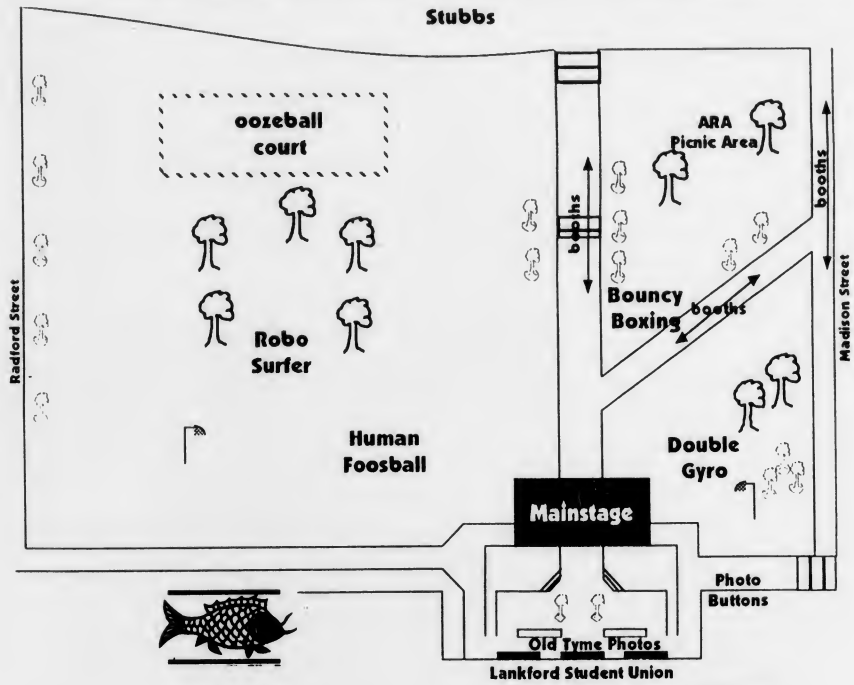 Stubbs
oozeball
court
ARA
Picnic Area
booths
booths
Bouncy
Boxing
booths
Radford Street
Madison Street
Robo
Surfer
Human
Foosball
Double
Gyro
Mainstage
Photo
Buttons
Old Tyme Photos
Lankford Student Union